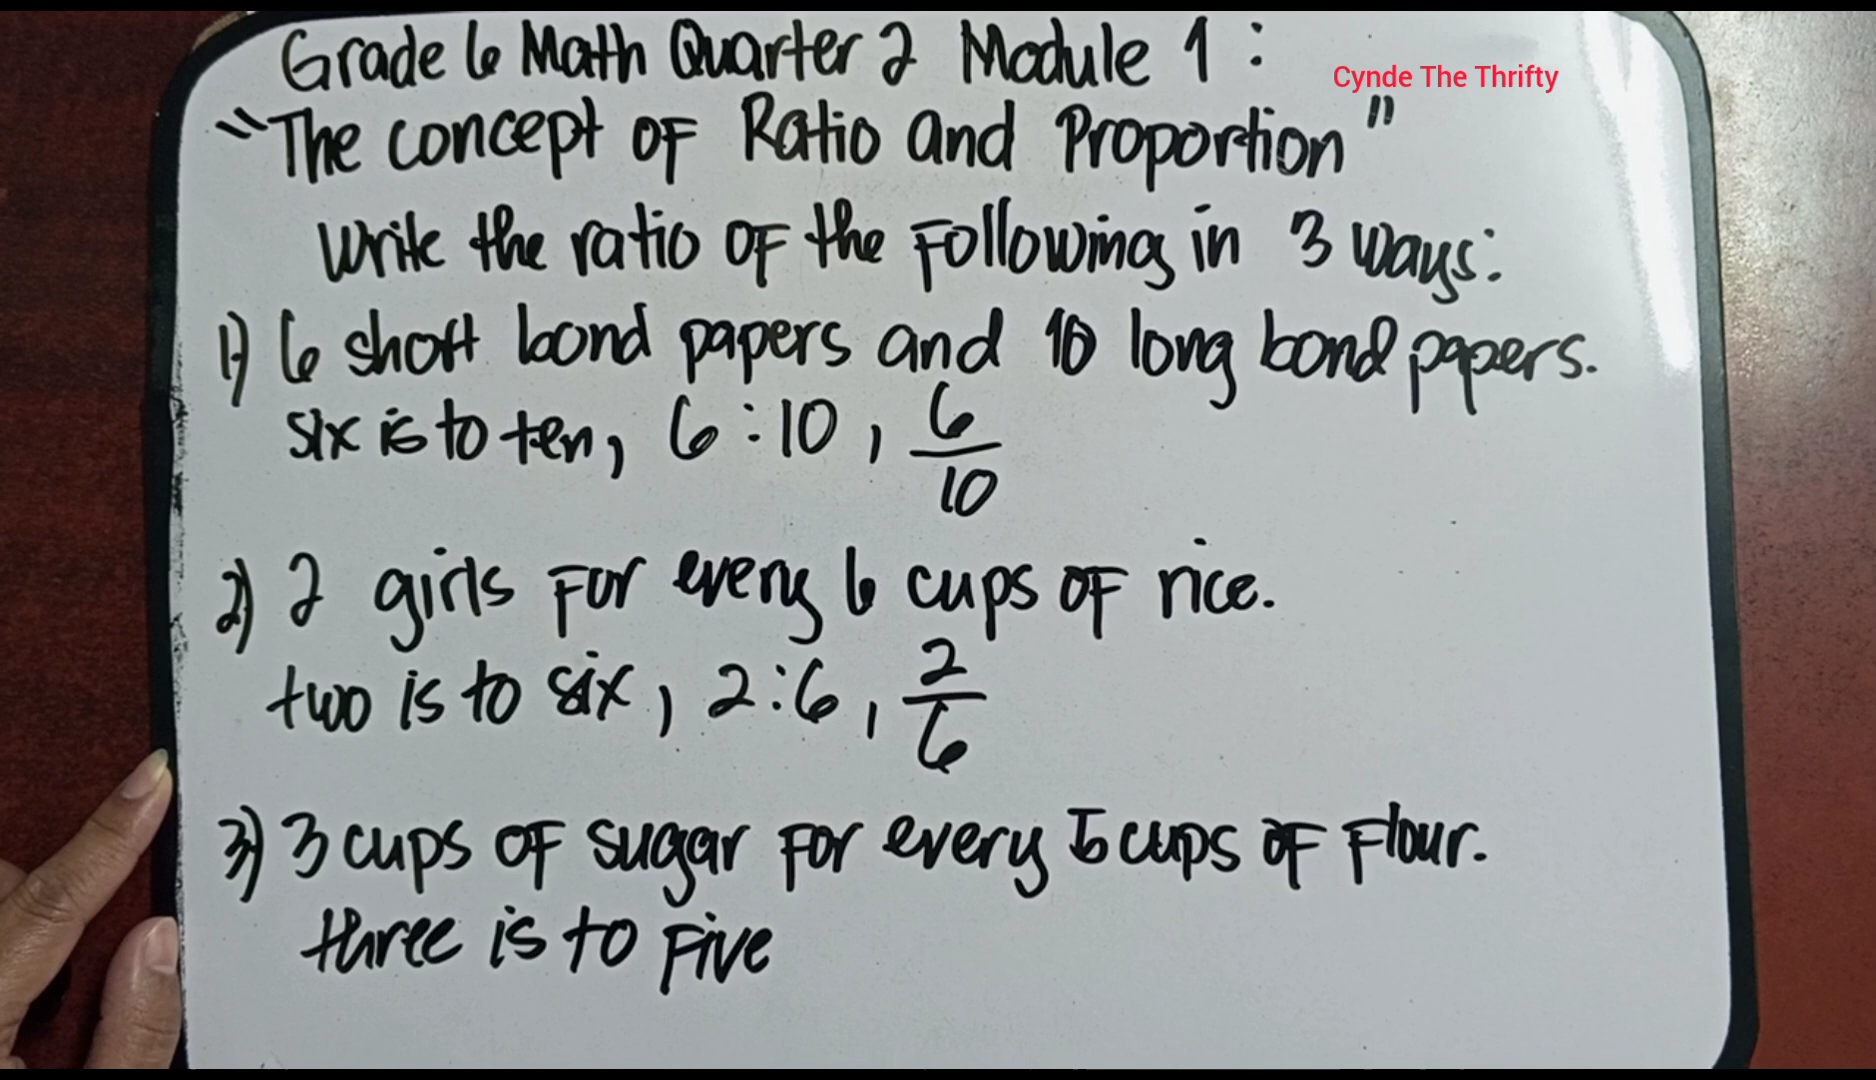 Grade 6 Math Quarter 2 Module 1 :
Cynde The Thrifty
"The concept of Ratio and Proportion"
Write the ratio of the following in 3 ways:
1) 6 short bond papers and 10 long bond papers.
six is to ten, 6:10, 6/10
2) 2 girls for every 6 cups of rice.
two is to six, 2:6, 2/6
3) 3 cups of sugar for every 5 cups of flour.
three is to five